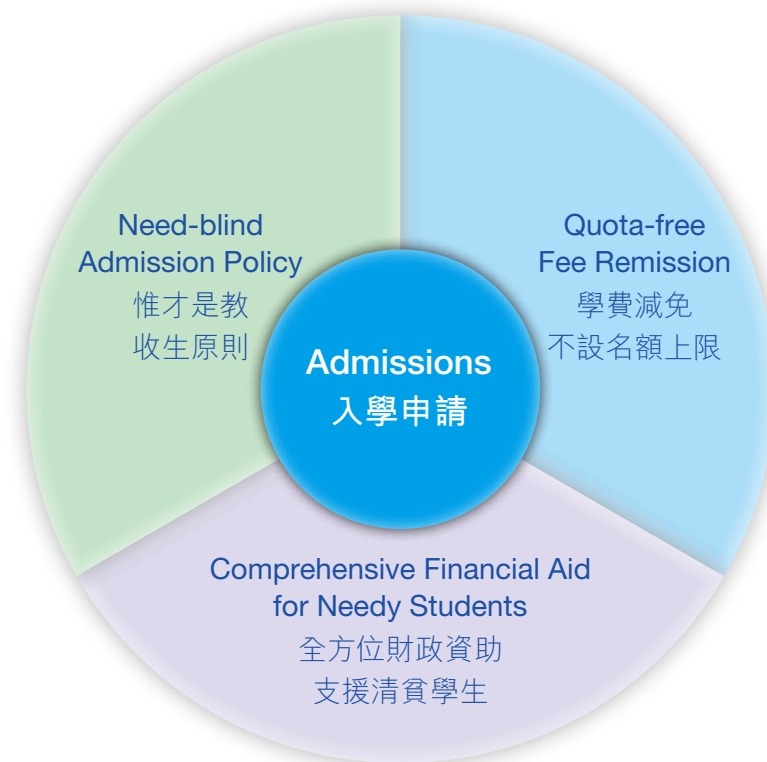 Need-blind
Admission Policy
惟才是教
收生原則
Quota-free
Fee Remission
學費減免
不設名額上限
Admissions
入學申請
Comprehensive Financial Aid
for Needy Students
全方位財政資助
支援清貧學生